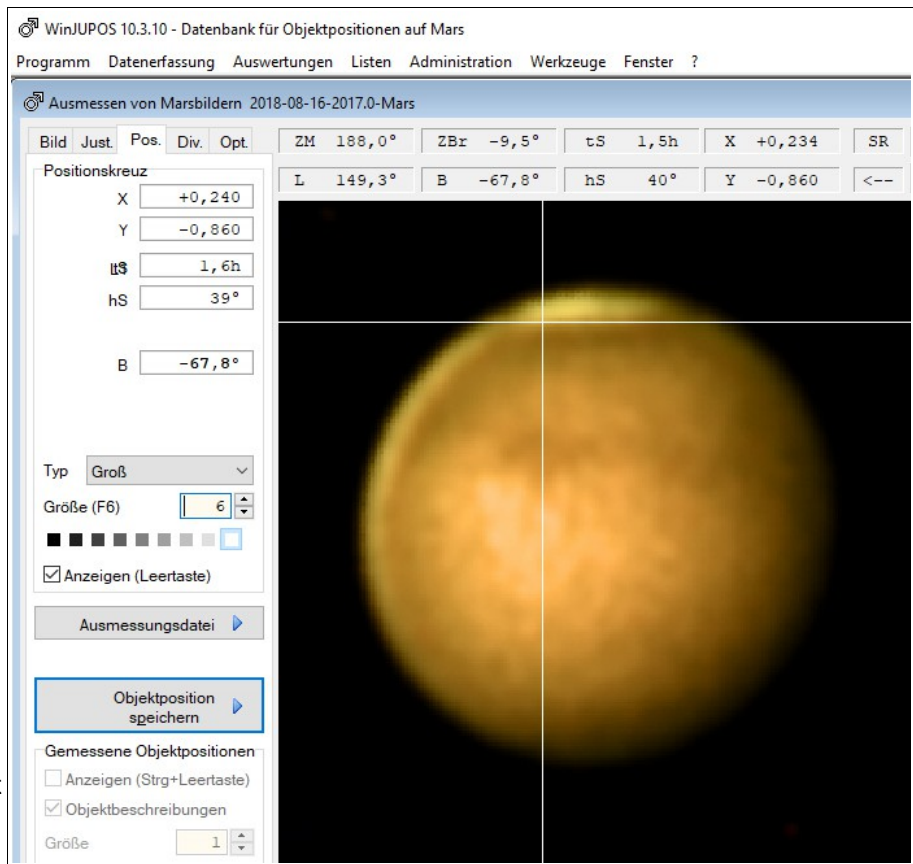 WinJUPOS 10.3.10 - Datenbank für Objektpositionen auf Mars
Programm Datenerfassung Auswertungen Listen Administration Werkzeuge Fenster ?
Ausmessen von Marsbildern 2018-08-16-2017.0-Mars
Bild Just. Pos. Div. Opt.
ZM 188,0° ZBr -9,5° tS 1,5h X +0,234 SR
L 149,3° B -67,8° hS 40° Y -0,860 <--
Positionskreuz
X +0,240
Y -0,860
1,6h
hS 39°
B -67,8°
Typ Groß
Größe (F6) 6
Anzeigen (Leertaste)
Ausmessungsdatei
Objektposition
speichern
Gemessene Objektpositionen
Anzeigen (Strg+Leertaste)
Objektbeschreibungen
Größe 1